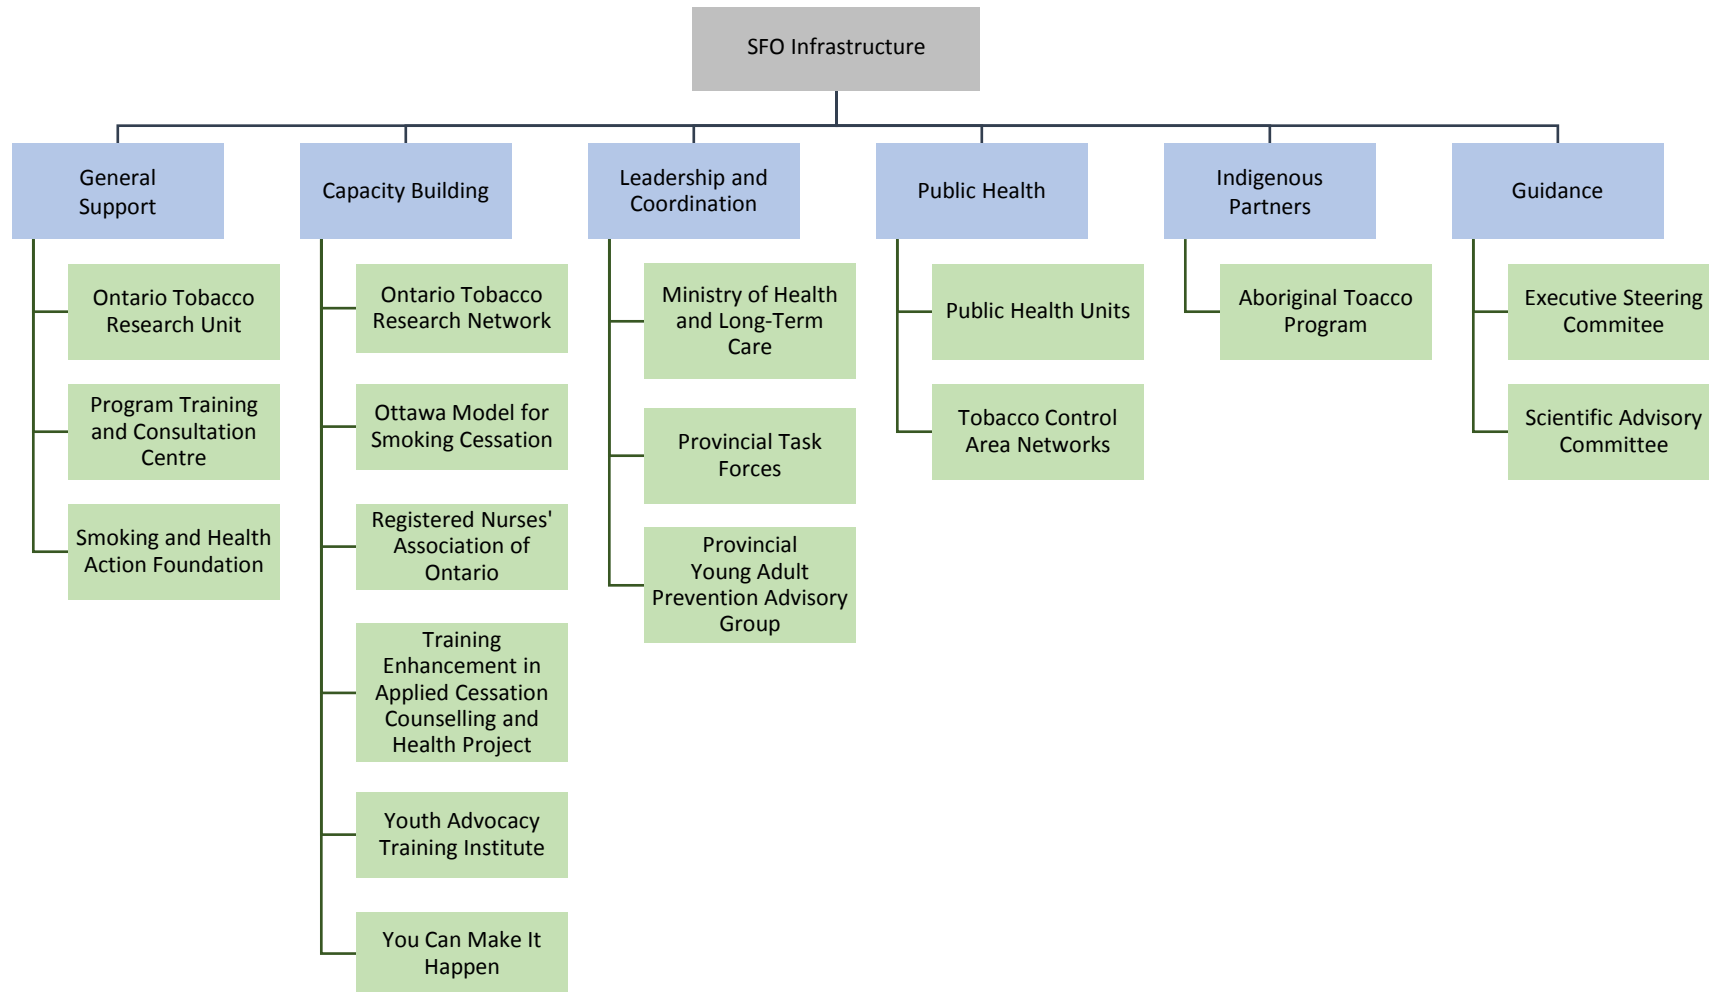 SFO Infrastructure
General
Support
Capacity Building
Leadership and
Coordination
Public Health
Indigenous
Partners
Guidance
Ontario Tobacco
Research Unit
Program Training
and Consultation
Centre
Smoking and Health
Action Foundation
Ontario Tobacco
Research Network
Ottawa Model for
Smoking Cessation
Registered Nurses'
Association of
Ontario
Training
Enhancement in
Applied Cessation
Counselling and
Health Project
Youth Advocacy
Training Institute
You Can Make It
Happen
Ministry of Health
and Long-Term
Care
Provincial Task
Forces
Provincial
Young Adult
Prevention Advisory
Group
Public Health Units
Tobacco Control
Area Networks
Aboriginal Toacco
Program
Executive Steering
Commitee
Scientific Advisory
Committee